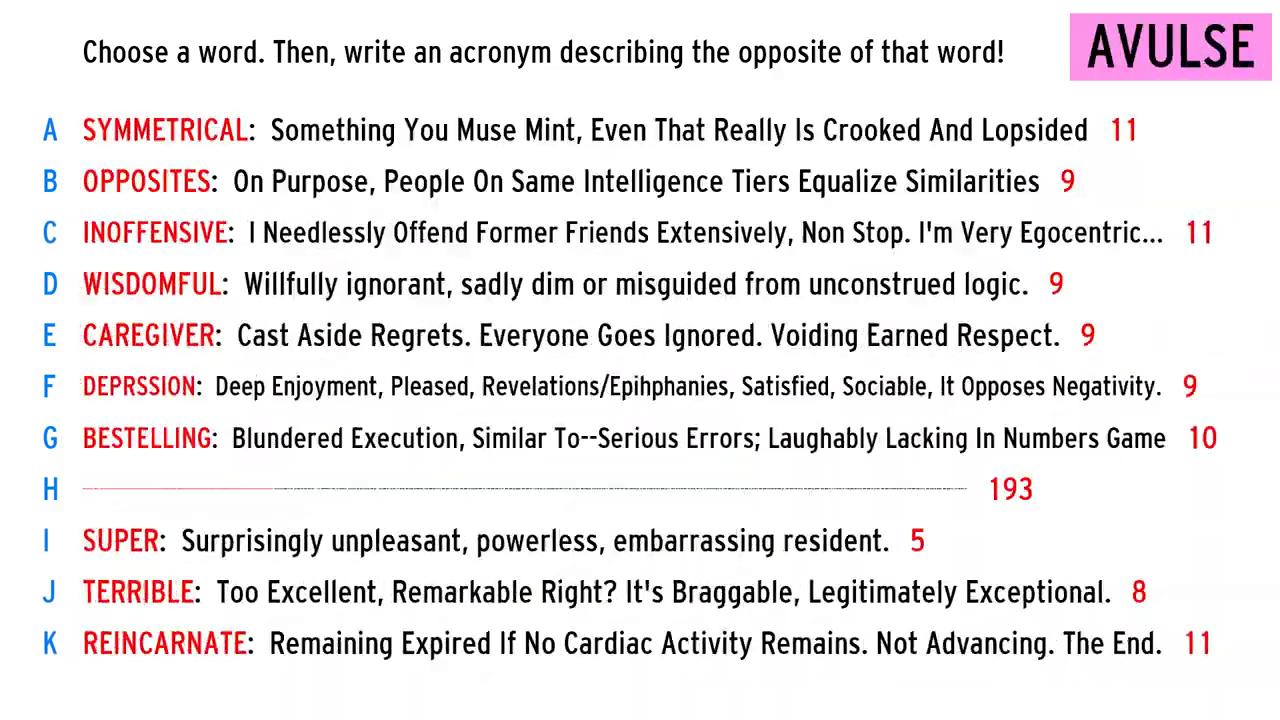 Choose a word. Then, write an acronym describing the opposite of that word!
AVULSE
A SYMMETRICAL: Something You Muse Mint, Even That Really Is Crooked And Lopsided 11
B OPPOSITES: On Purpose, People On Same Intelligence Tiers Equalize Similarities 9
C INOFFENSIVE: I Needlessly Offend Former Friends Extensively, Non Stop. I'm Very Egocentric... 11
D WISDOMFUL: Willfully ignorant, sadly dim or misguided from unconstrued logic. 9
E CAREGIVER: Cast Aside Regrets. Everyone Goes Ignored. Voiding Earned Respect. 9
F DEPRSSION: Deep Enjoyment, Pleased, Revelations/Epihphanies, Satisfied, Sociable, It Opposes Negativity. 9
G BESTELLING: Blundered Execution, Similar To--Serious Errors; Laughably Lacking In Numbers Game 10
H 193
I SUPER: Surprisingly unpleasant, powerless, embarrassing resident. 5
J TERRIBLE: Too Excellent, Remarkable Right? It's Braggable, Legitimately Exceptional. 8
K REINCARNATE: Remaining Expired If No Cardiac Activity Remains. Not Advancing. The End. 11